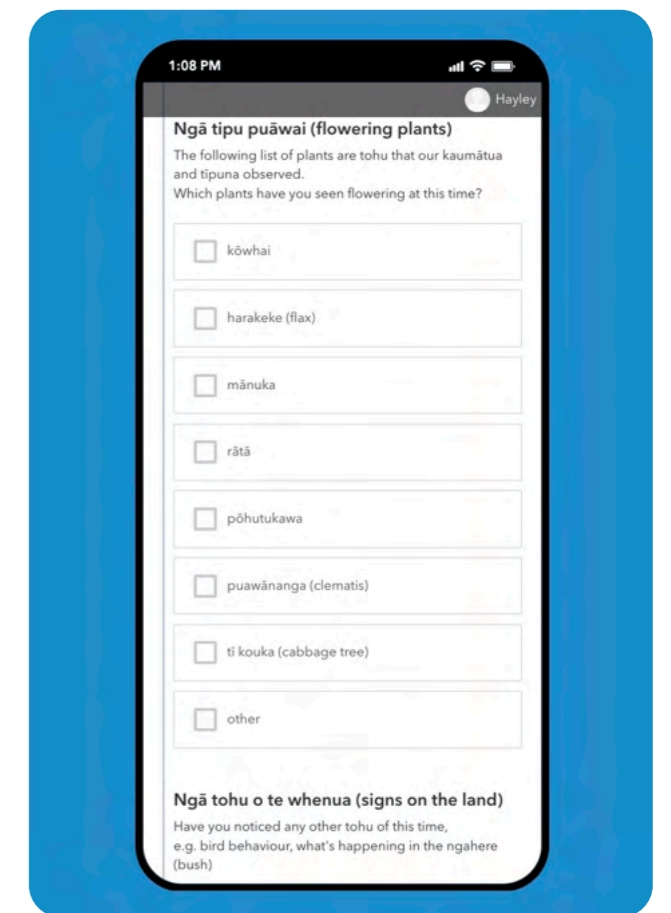 1:08 PM
Hayley
Ngā tipu puāwai (flowering plants)
The following list of plants are tohu that our kaumātua
and tīpuna observed.
Which plants have you seen flowering at this time?
kōwhai
harakeke (flax)
mānuka
rātā
pōhutukawa
puawānanga (clematis)
tī kouka (cabbage tree)
other
Ngā tohu o te whenua (signs on the land)
Have you noticed any other tohu of this time,
e.g. bird behaviour, what's happening in the ngahere
(bush)